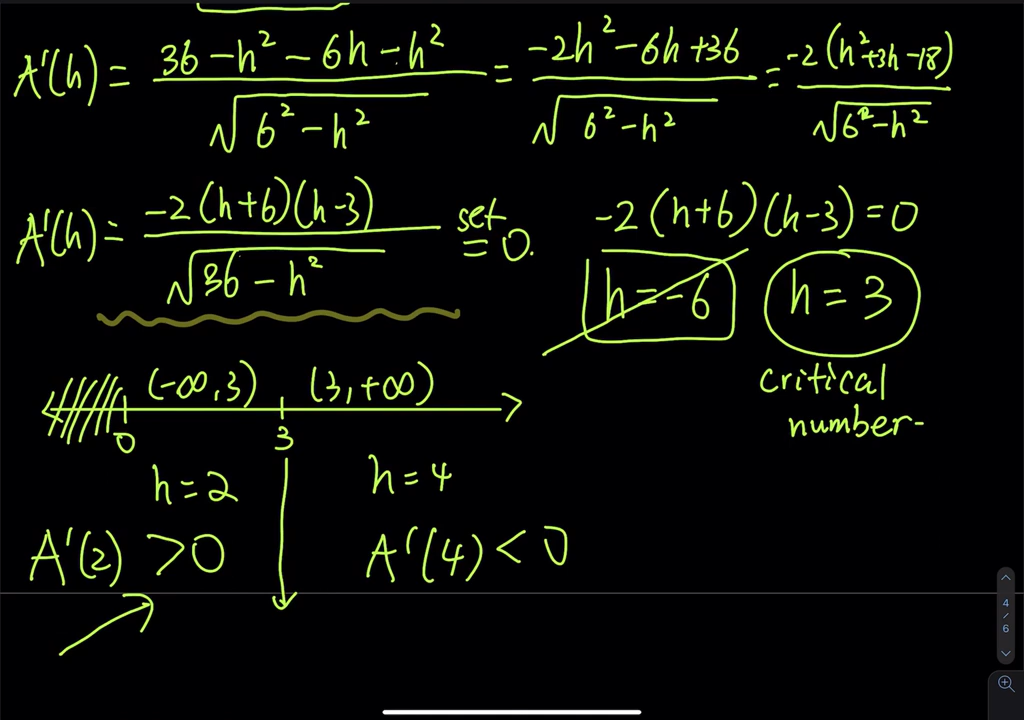 A'(h) = (36 - h² - 6h - h²) / √(6² - h²) = (-2h² - 6h + 36) / √(6² - h²) = -2(h² + 3h - 18) / √(6² - h²)
A'(h) = -2(h+6)(h-3) / √(36 - h²) set = 0.
-2(h+6)(h-3) = 0
h = -6 h = 3
critical
number
(-∞, 3) (3, +∞)
0 3
h = 2 h = 4
A'(2) > 0 A'(4) < 0
4
/
6